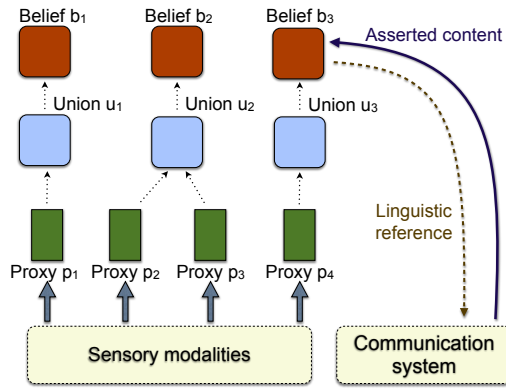 Belief b₁
Belief b₂
Belief b₃
Asserted content
Union u₁
Union u₂
Union u₃
Linguistic
reference
Proxy p₁
Proxy p₂
Proxy p₃
Proxy p₄
Sensory modalities
Communication
system